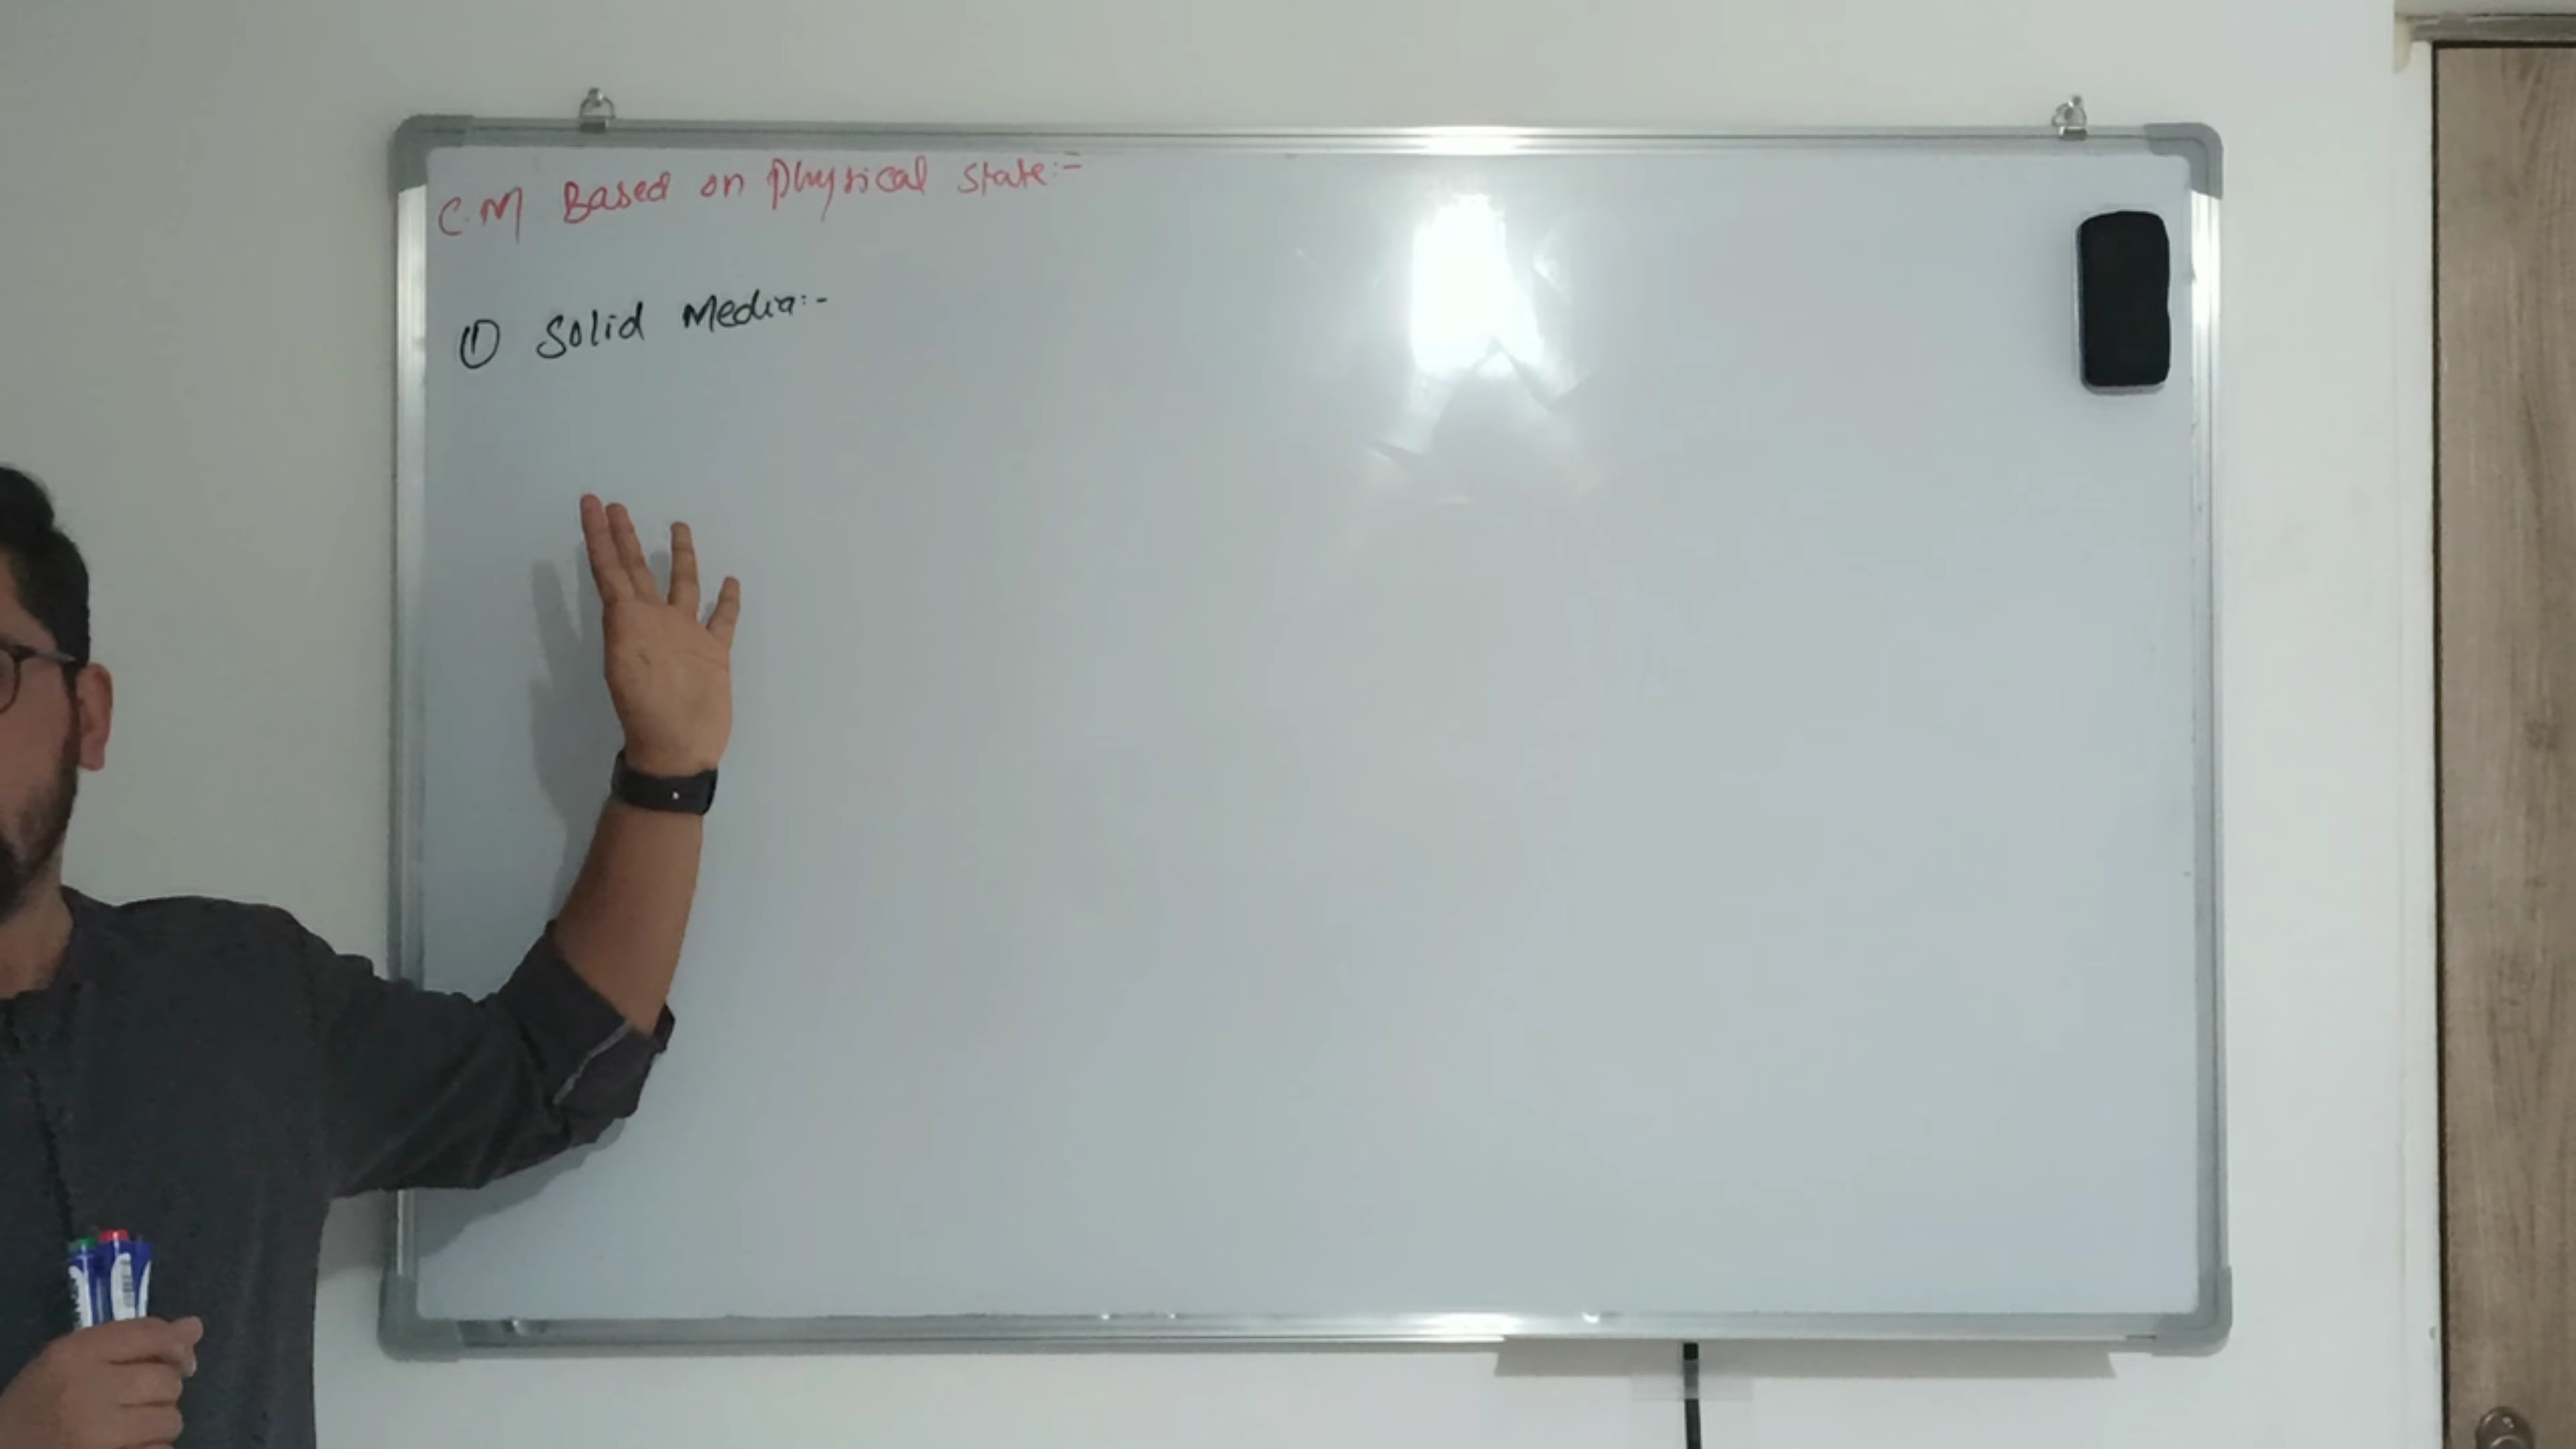 C.M Based on Physical state:-
① Solid Media:-